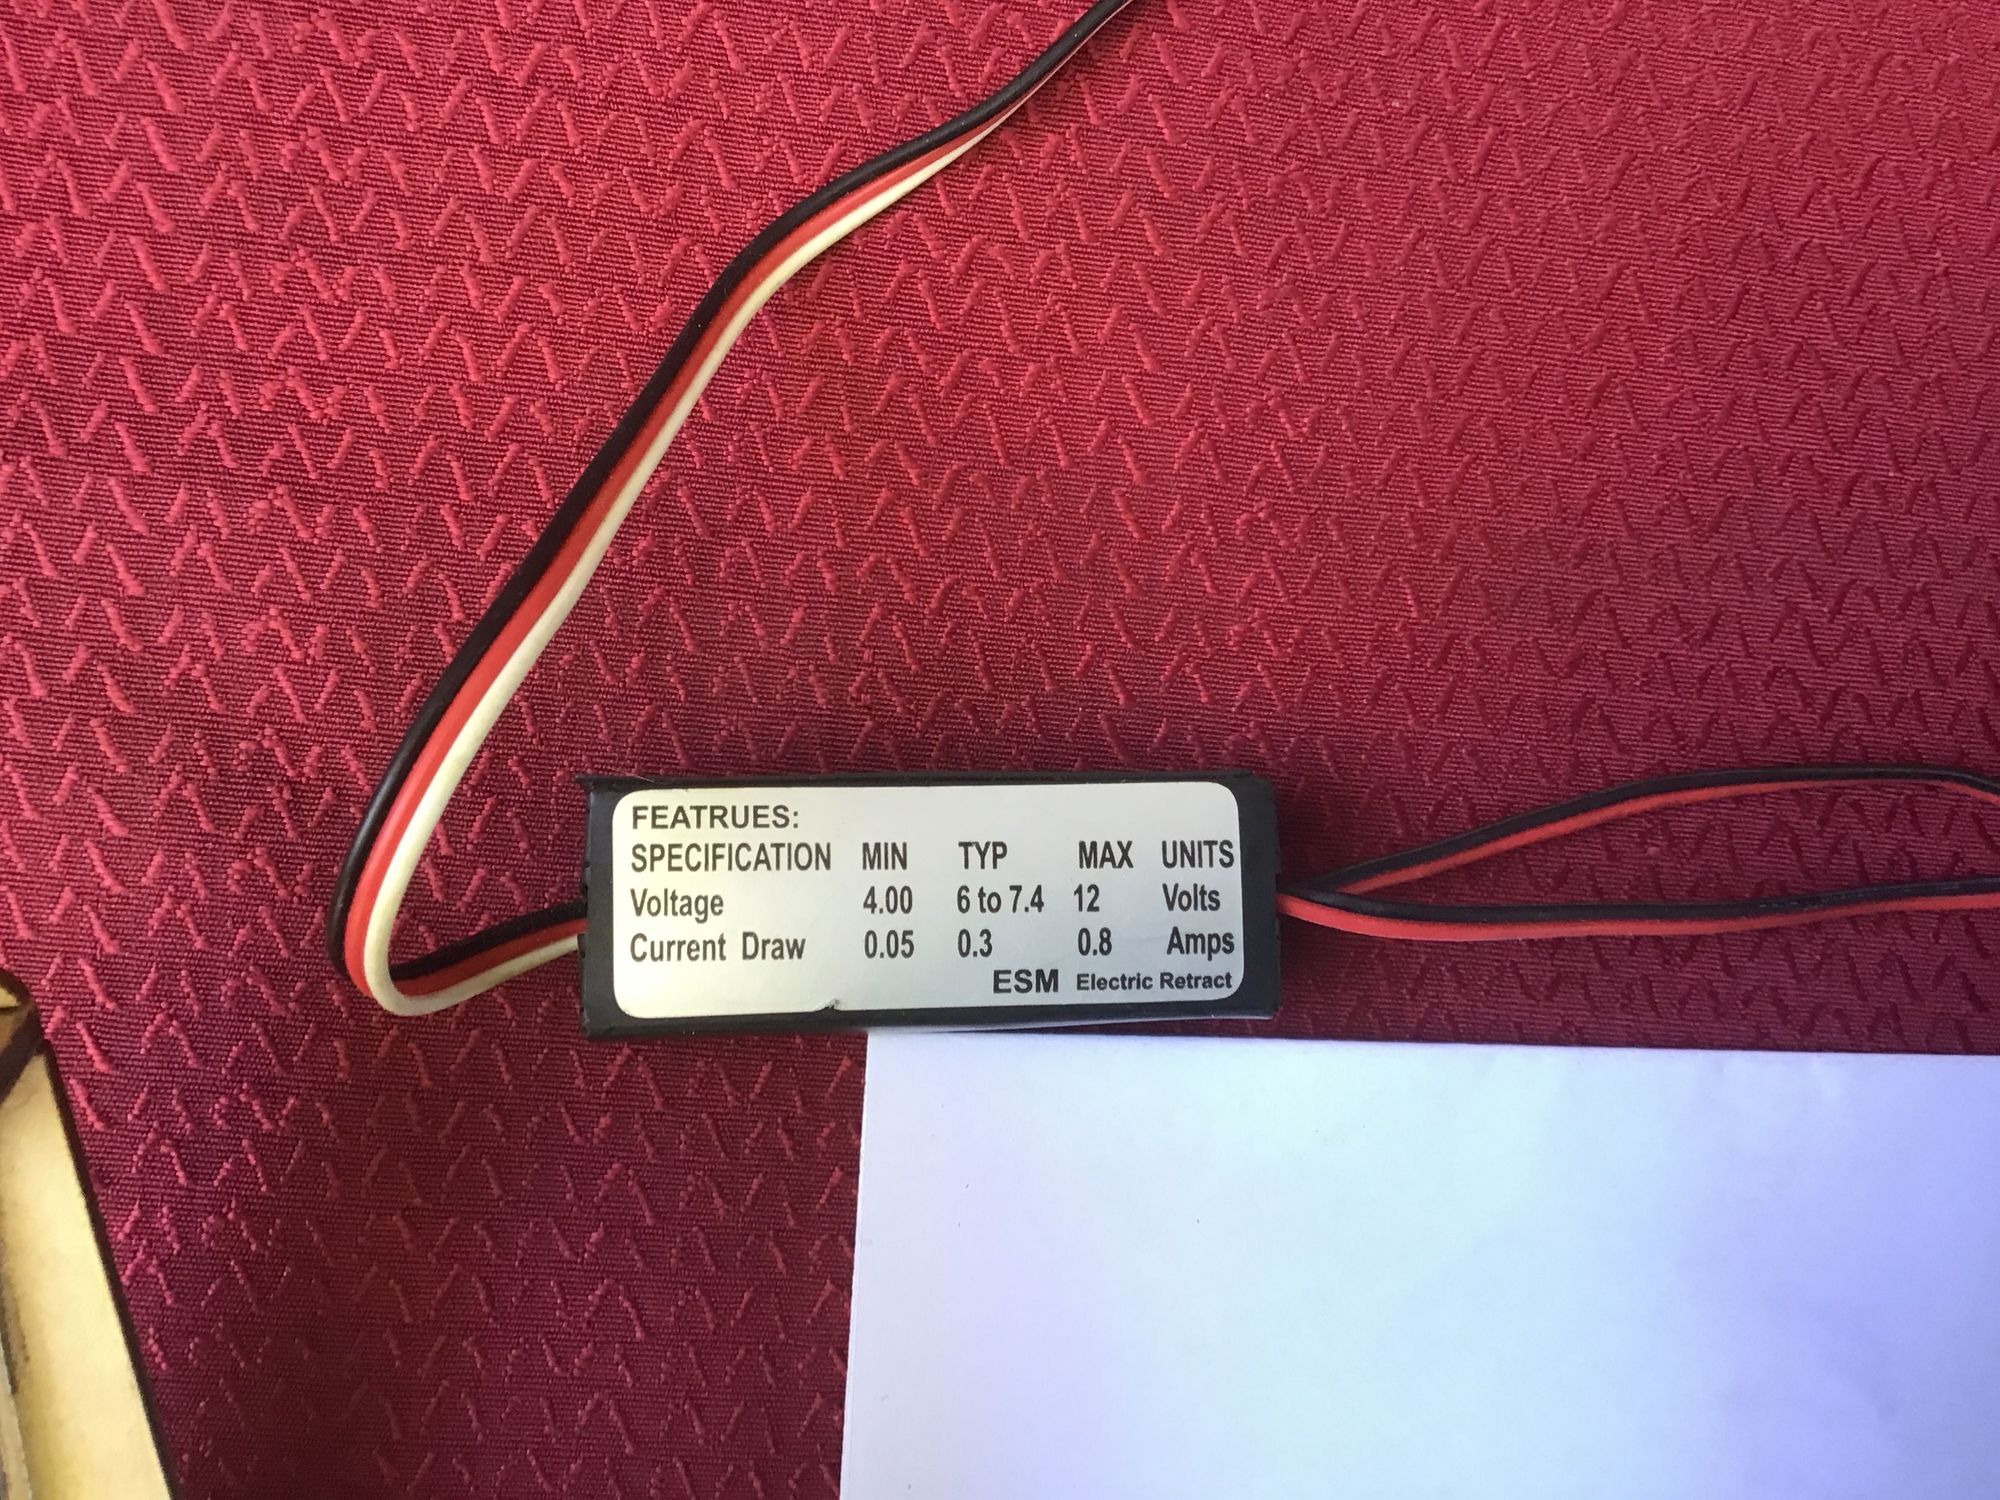 FEATRUES:
SPECIFICATION MIN TYP MAX UNITS
Voltage 4.00 6 to 7.4 12 Volts
Current Draw 0.05 0.3 0.8 Amps
ESM Electric Retract